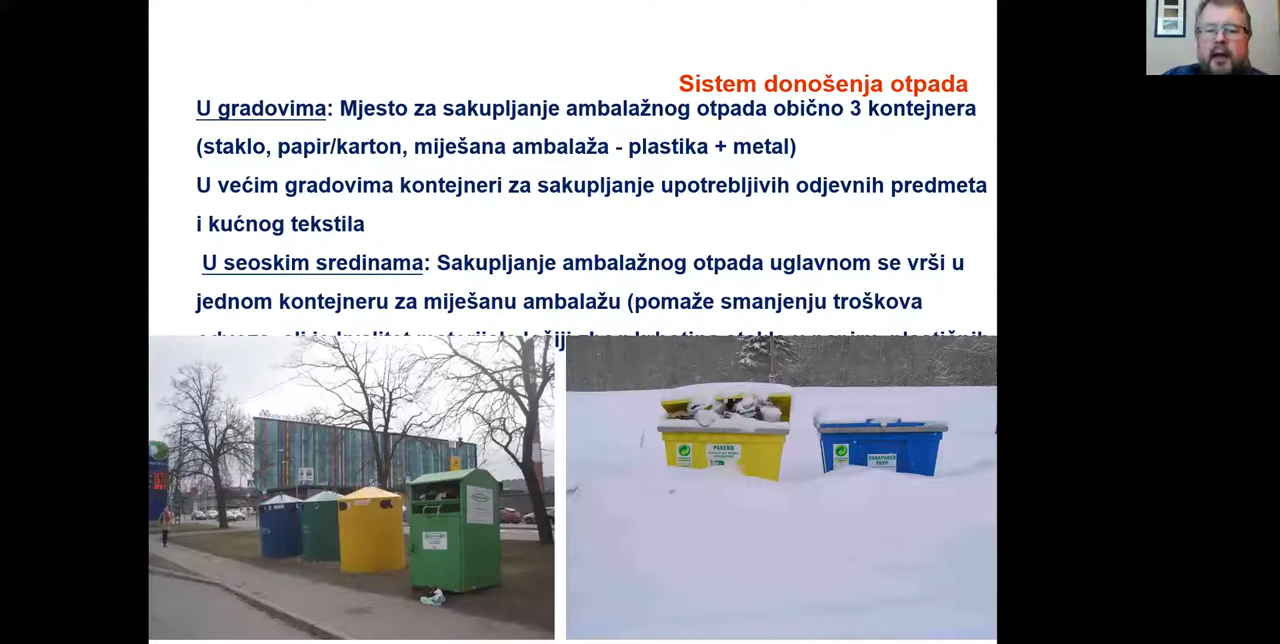 Sistem donošenja otpada
U gradovima: Mjesto za sakupljanje ambalažnog otpada obično 3 kontejnera
(staklo, papir/karton, miješana ambalaža - plastika + metal)
U većim gradovima kontejneri za sakupljanje upotrebljivih odjevnih predmeta
i kućnog tekstila
U seoskim sredinama: Sakupljanje ambalažnog otpada uglavnom se vrši u
jednom kontejneru za miješanu ambalažu (pomaže smanjenju troškova
PAKEND
PAPP